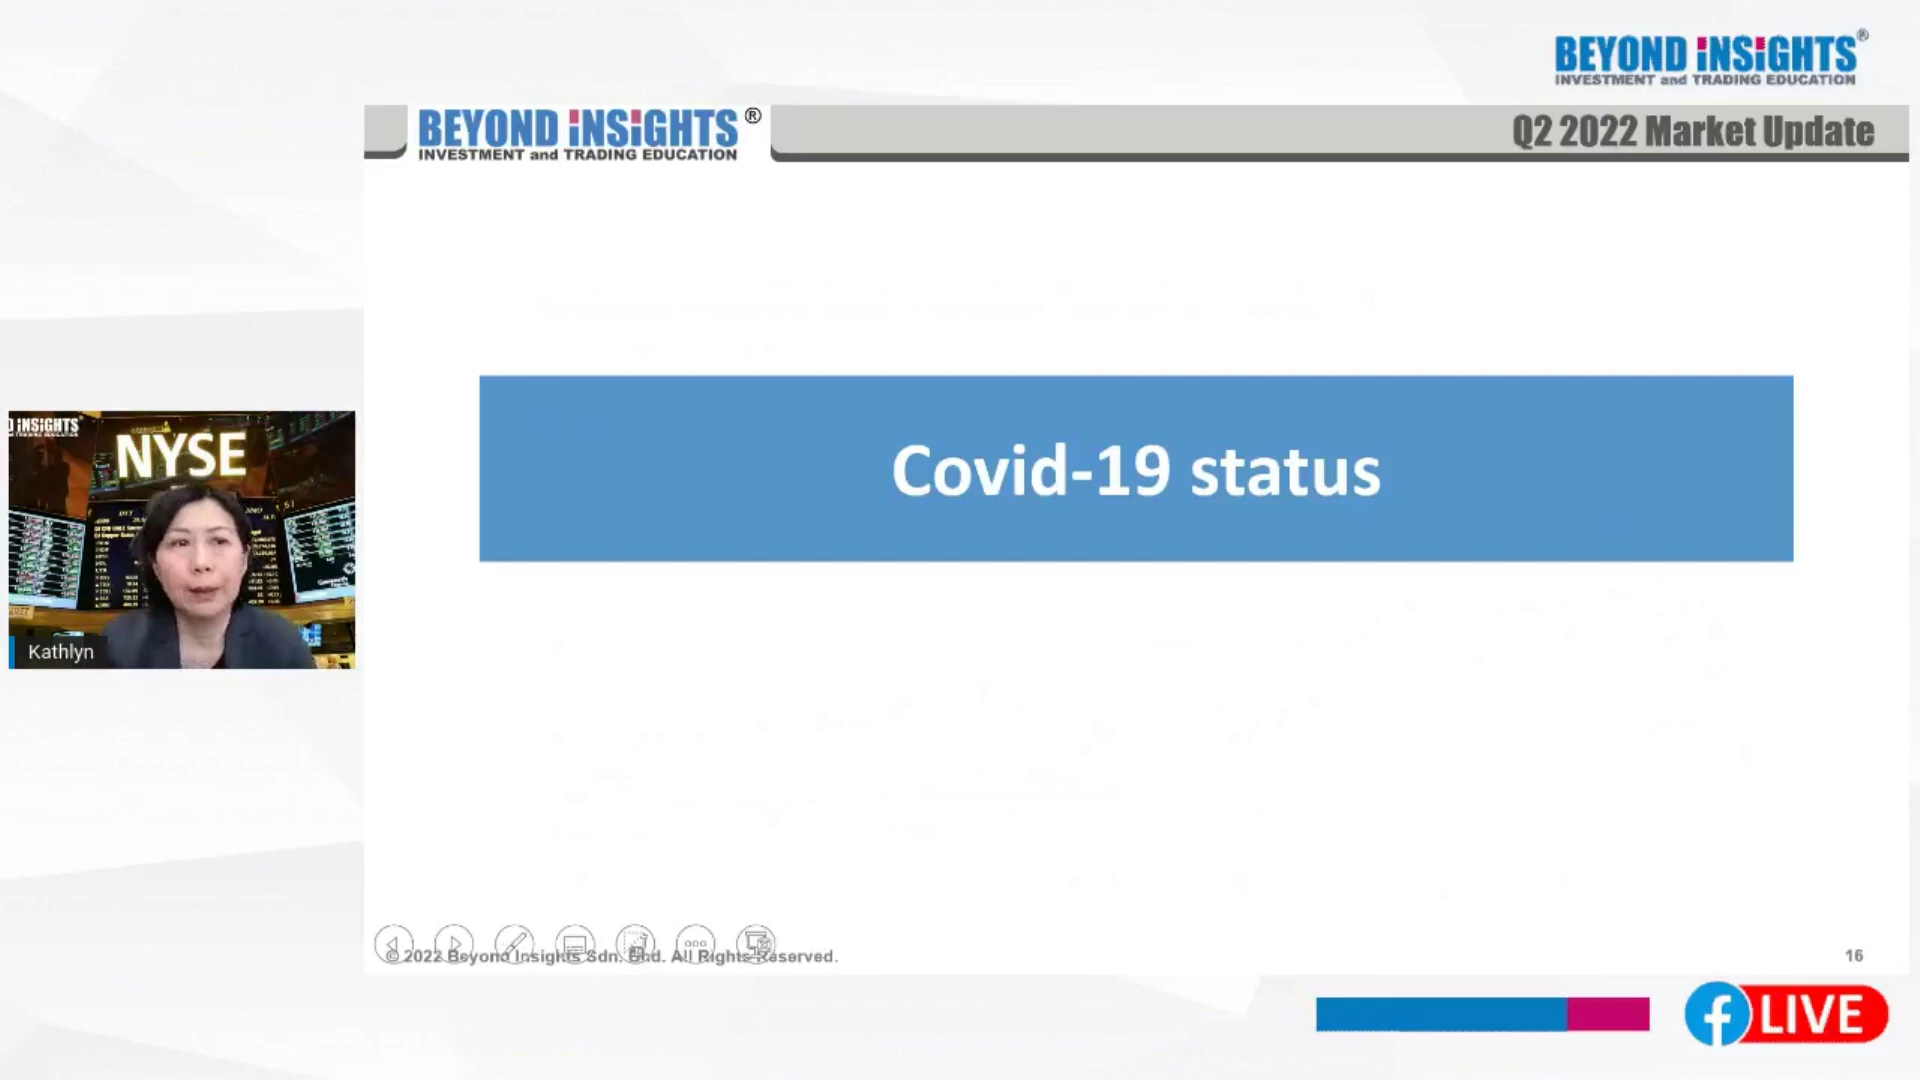 BEYOND iNSiGHTS®
INVESTMENT and TRADING EDUCATION
BEYOND iNSiGHTS®
INVESTMENT and TRADING EDUCATION
Q2 2022 Market Update
Covid-19 status
iNSiGHTS
NYSE
Kathlyn
© 2022 Beyond Insights Sdn. Bhd. All Rights Reserved.
16
LIVE